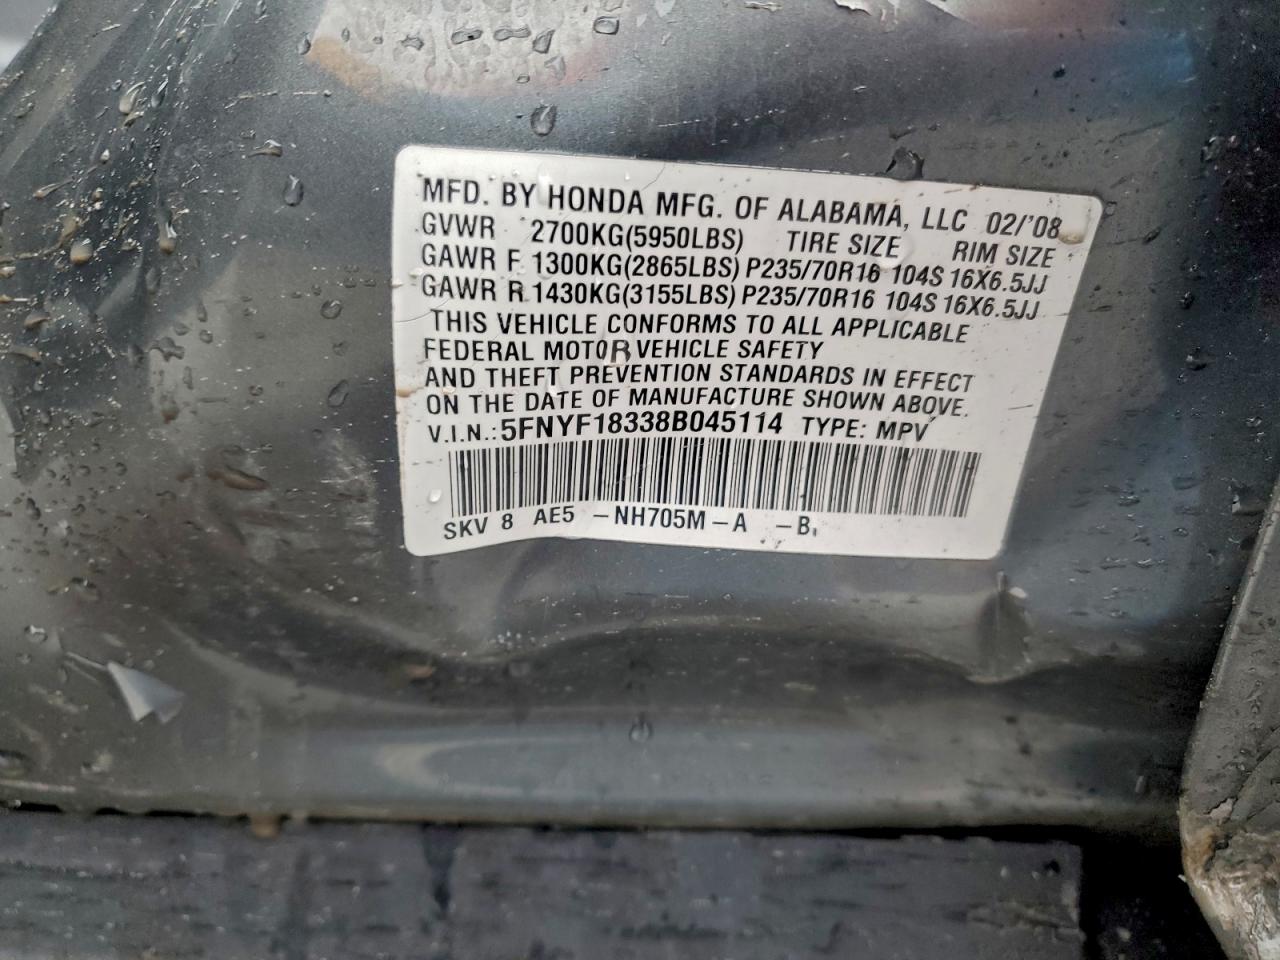 MFD. BY HONDA MFG. OF ALABAMA, LLC 02/'08
GVWR 2700KG(5950LBS) TIRE SIZE RIM SIZE
GAWR F 1300KG(2865LBS) P235/70R16 104S 16X6.5JJ
GAWR R 1430KG(3155LBS) P235/70R16 104S 16X6.5JJ
THIS VEHICLE CONFORMS TO ALL APPLICABLE
FEDERAL MOTOR VEHICLE SAFETY
AND THEFT PREVENTION STANDARDS IN EFFECT
ON THE DATE OF MANUFACTURE SHOWN ABOVE.
V.I.N.:5FNYF18338B045114 TYPE: MPV
SKV 8 AE5 -NH705M-A -B